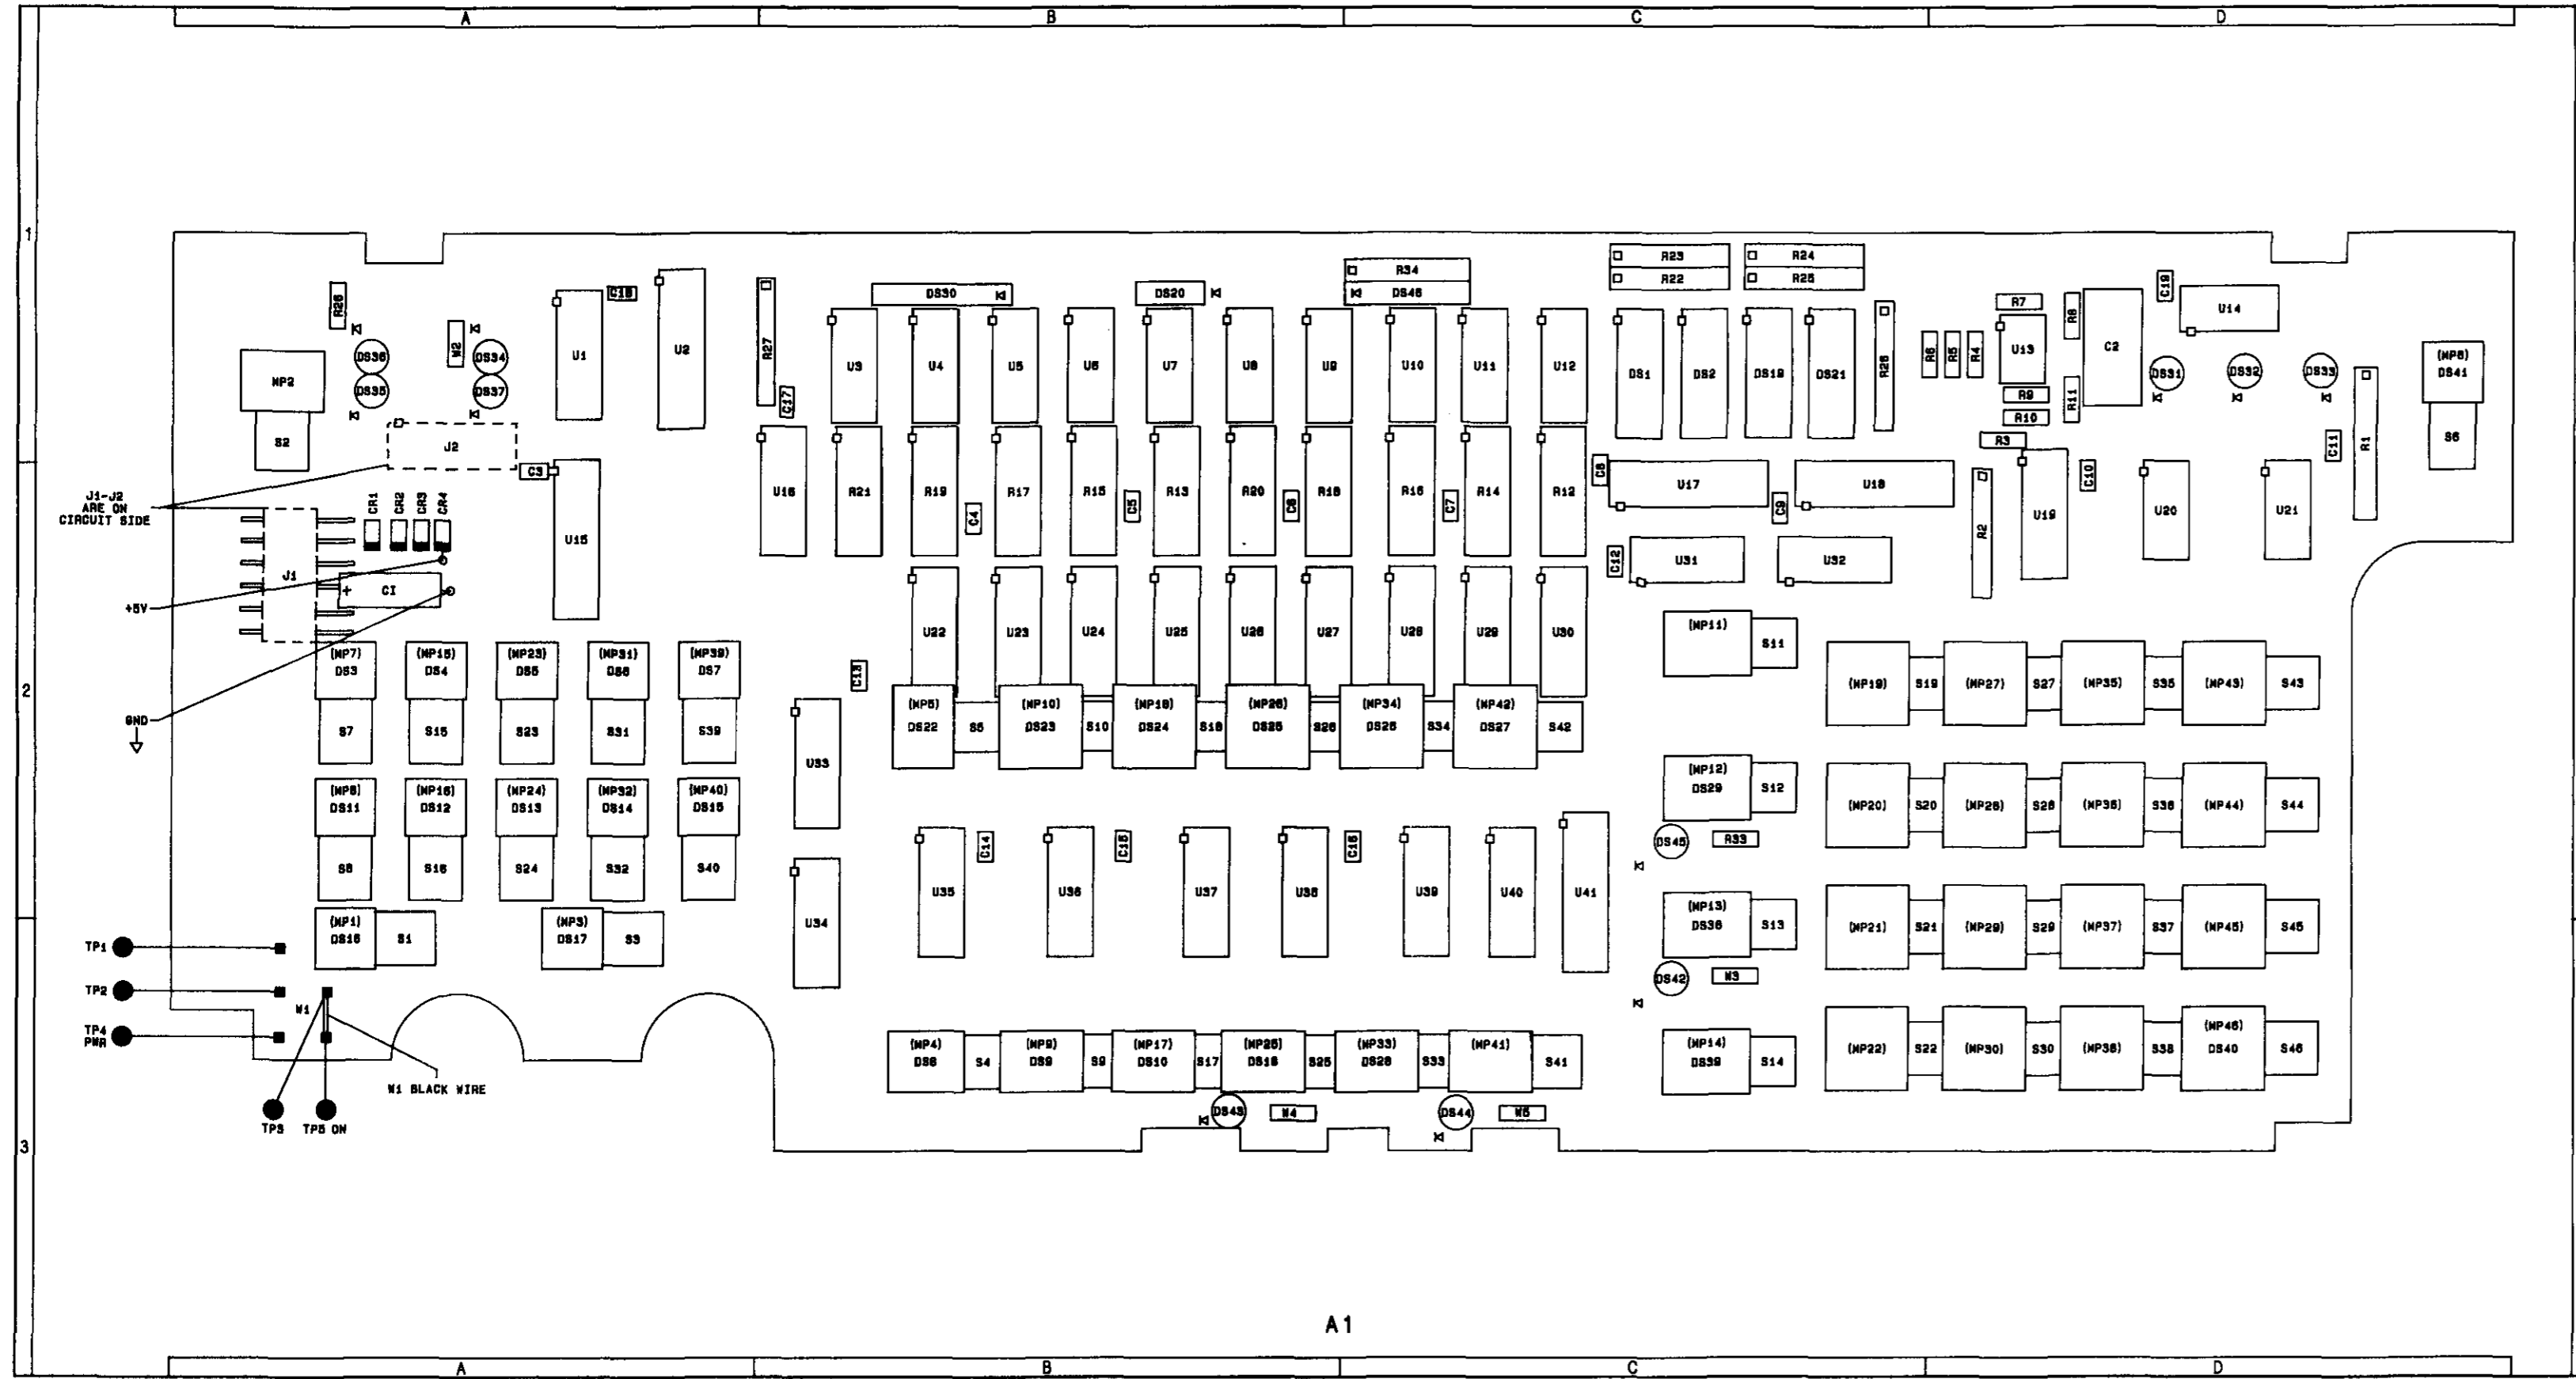 A B C D
1
R23 R24
R34
R22 R25
DS30 DS20 DS46
C18
C19
U14
R7
R8
W2
DS36 DS34
U1 U2
R27
U3 U4 U5 U6 U7 U8 U9 U10 U11 U12
DS1 DS2 DS19 DS21
R6 R5 R4
U13
C2
(MP6)
DS41
MP2
DS35 DS37
DS31 DS32 DS33
C17
R9
R11
R10
S2
J2
R3
C11
R1
S6
C3
C8
C10
J1-J2
ARE ON
CIRCUIT SIDE
CR1 CR2 CR3 CR4
U16 R21 R19 R17 R15 R13 R20 R18 R16 R14 R12
C4 C5 C6 C7
U17 C9 U18
R2
U19 U20 U21
U15
C12 U31 U32
J1
+ CI
+5V
U22 U23 U24 U25 U26 U27 U28 U29 U30
(MP11)
S11
2
(MP7) (MP15) (MP23) (MP31) (MP39)
DS3 DS4 DS5 DS6 DS7
C13
(MP19) S19 (MP27) S27 (MP35) S35 (MP43) S43
GND
S7 S15 S23 S31 S39
(MP5) (MP10) (MP18) (MP26) (MP34) (MP42)
DS22 S5 DS23 S10 DS24 S18 DS25 S26 DS26 S34 DS27 S42
U33
(MP12)
DS29 S12
(MP8) (MP16) (MP24) (MP32) (MP40)
DS11 DS12 DS13 DS14 DS15
(MP20) S20 (MP28) S28 (MP36) S36 (MP44) S44
DS45 R33
C14 C15 C16
S8 S16 S24 S32 S40
U34 U35 U36 U37 U38 U39 U40 U41
(MP1) (MP3)
DS16 S1 DS17 S3
(MP13)
DS38 S13
(MP21) S21 (MP29) S29 (MP37) S37 (MP45) S45
TP1
TP2
DS42 W3
W1
TP4
PWR
(MP4) (MP9) (MP17) (MP25) (MP33) (MP41)
DS8 S4 DS9 S9 DS10 S17 DS18 S25 DS28 S33 S41
(MP14)
DS39 S14
(MP22) S22 (MP30) S30 (MP38) S38 (MP46) DS40 S46
W1 BLACK WIRE
DS43 W4 DS44 W5
TP3 TP5 ON
3
A1
A B C D